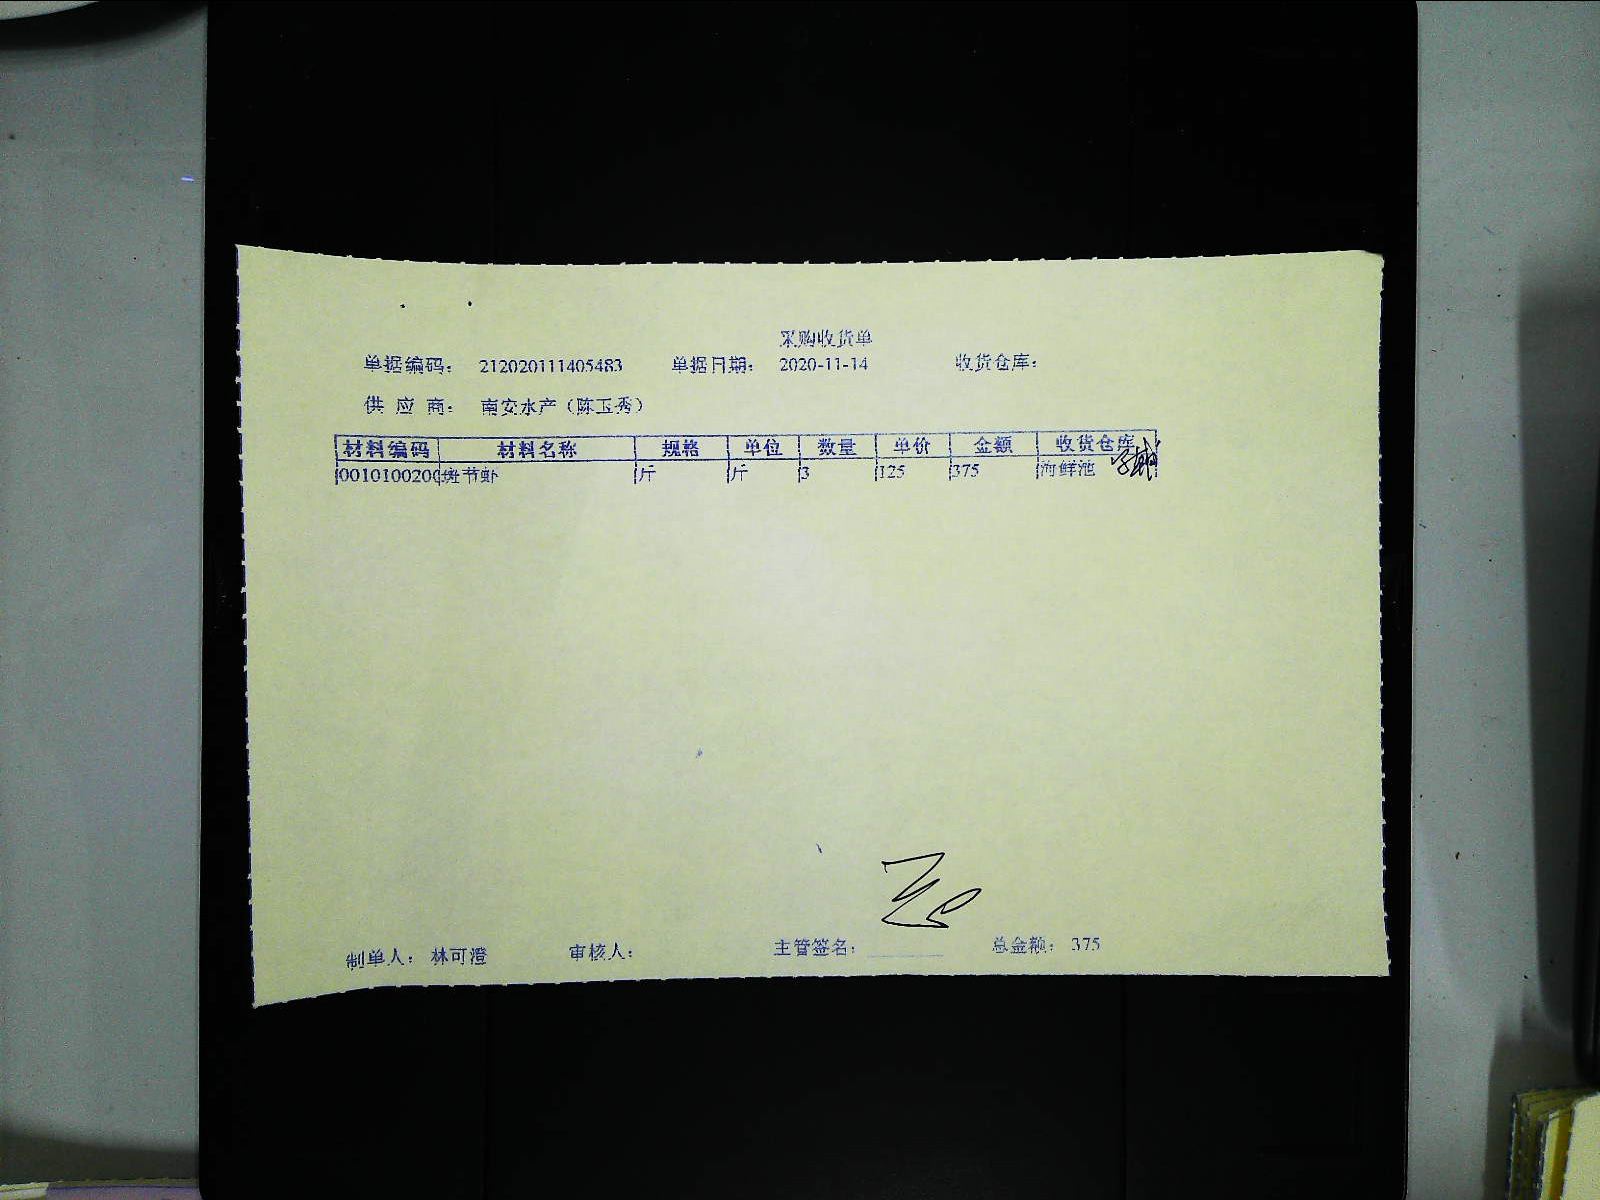 采购收货单
单据编码： 212020111405483 单据日期： 2020-11-14 收货仓库：
供 应 商： 南安水产（陈玉秀）
材料编码 材料名称 规格 单位 数量 单价 金额 收货仓库
001010020 斑节虾 斤 斤 3 125 375 海鲜池
制单人： 林可澄 审核人： 主管签名： 总金额： 375